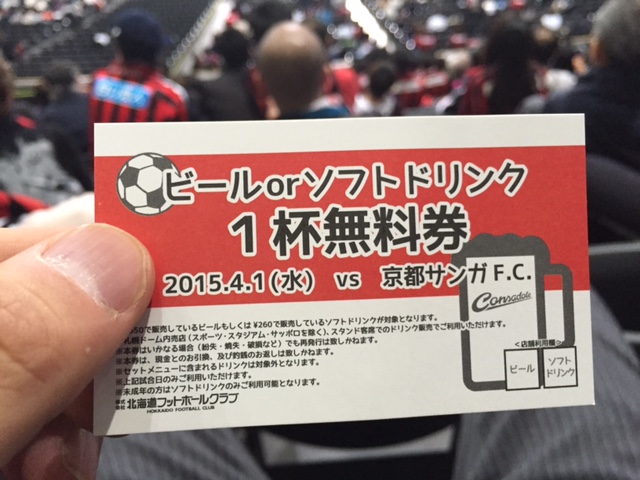 ビールorソフトドリンク
1杯無料券
2015.4.1(水) vs 京都サンガF.C.
Consadole
50で販売しているビールもしくは¥260で販売しているソフトドリンクが対象となります。
札幌ドーム内売店(スポーツ・スタジアム・サッポロを除く)、スタンド客席でのドリンク販売でご利用いただけます。
※本券はいかなる場合(紛失・焼失・破損など)でも再発行は致しかねます。
※本券は、現金とのお引換、及び釣銭のお返しは致しかねます。
※セットメニューに含まれるドリンクは対象外となります。
※上記試合日のみご利用いただけます。
※未成年の方はソフトドリンクのみご利用可能となります。
<店舗利用欄>
ビール
ソフト
ドリンク
株式会社 北海道フットボールクラブ
HOKKAIDO FOOTBALL CLUB